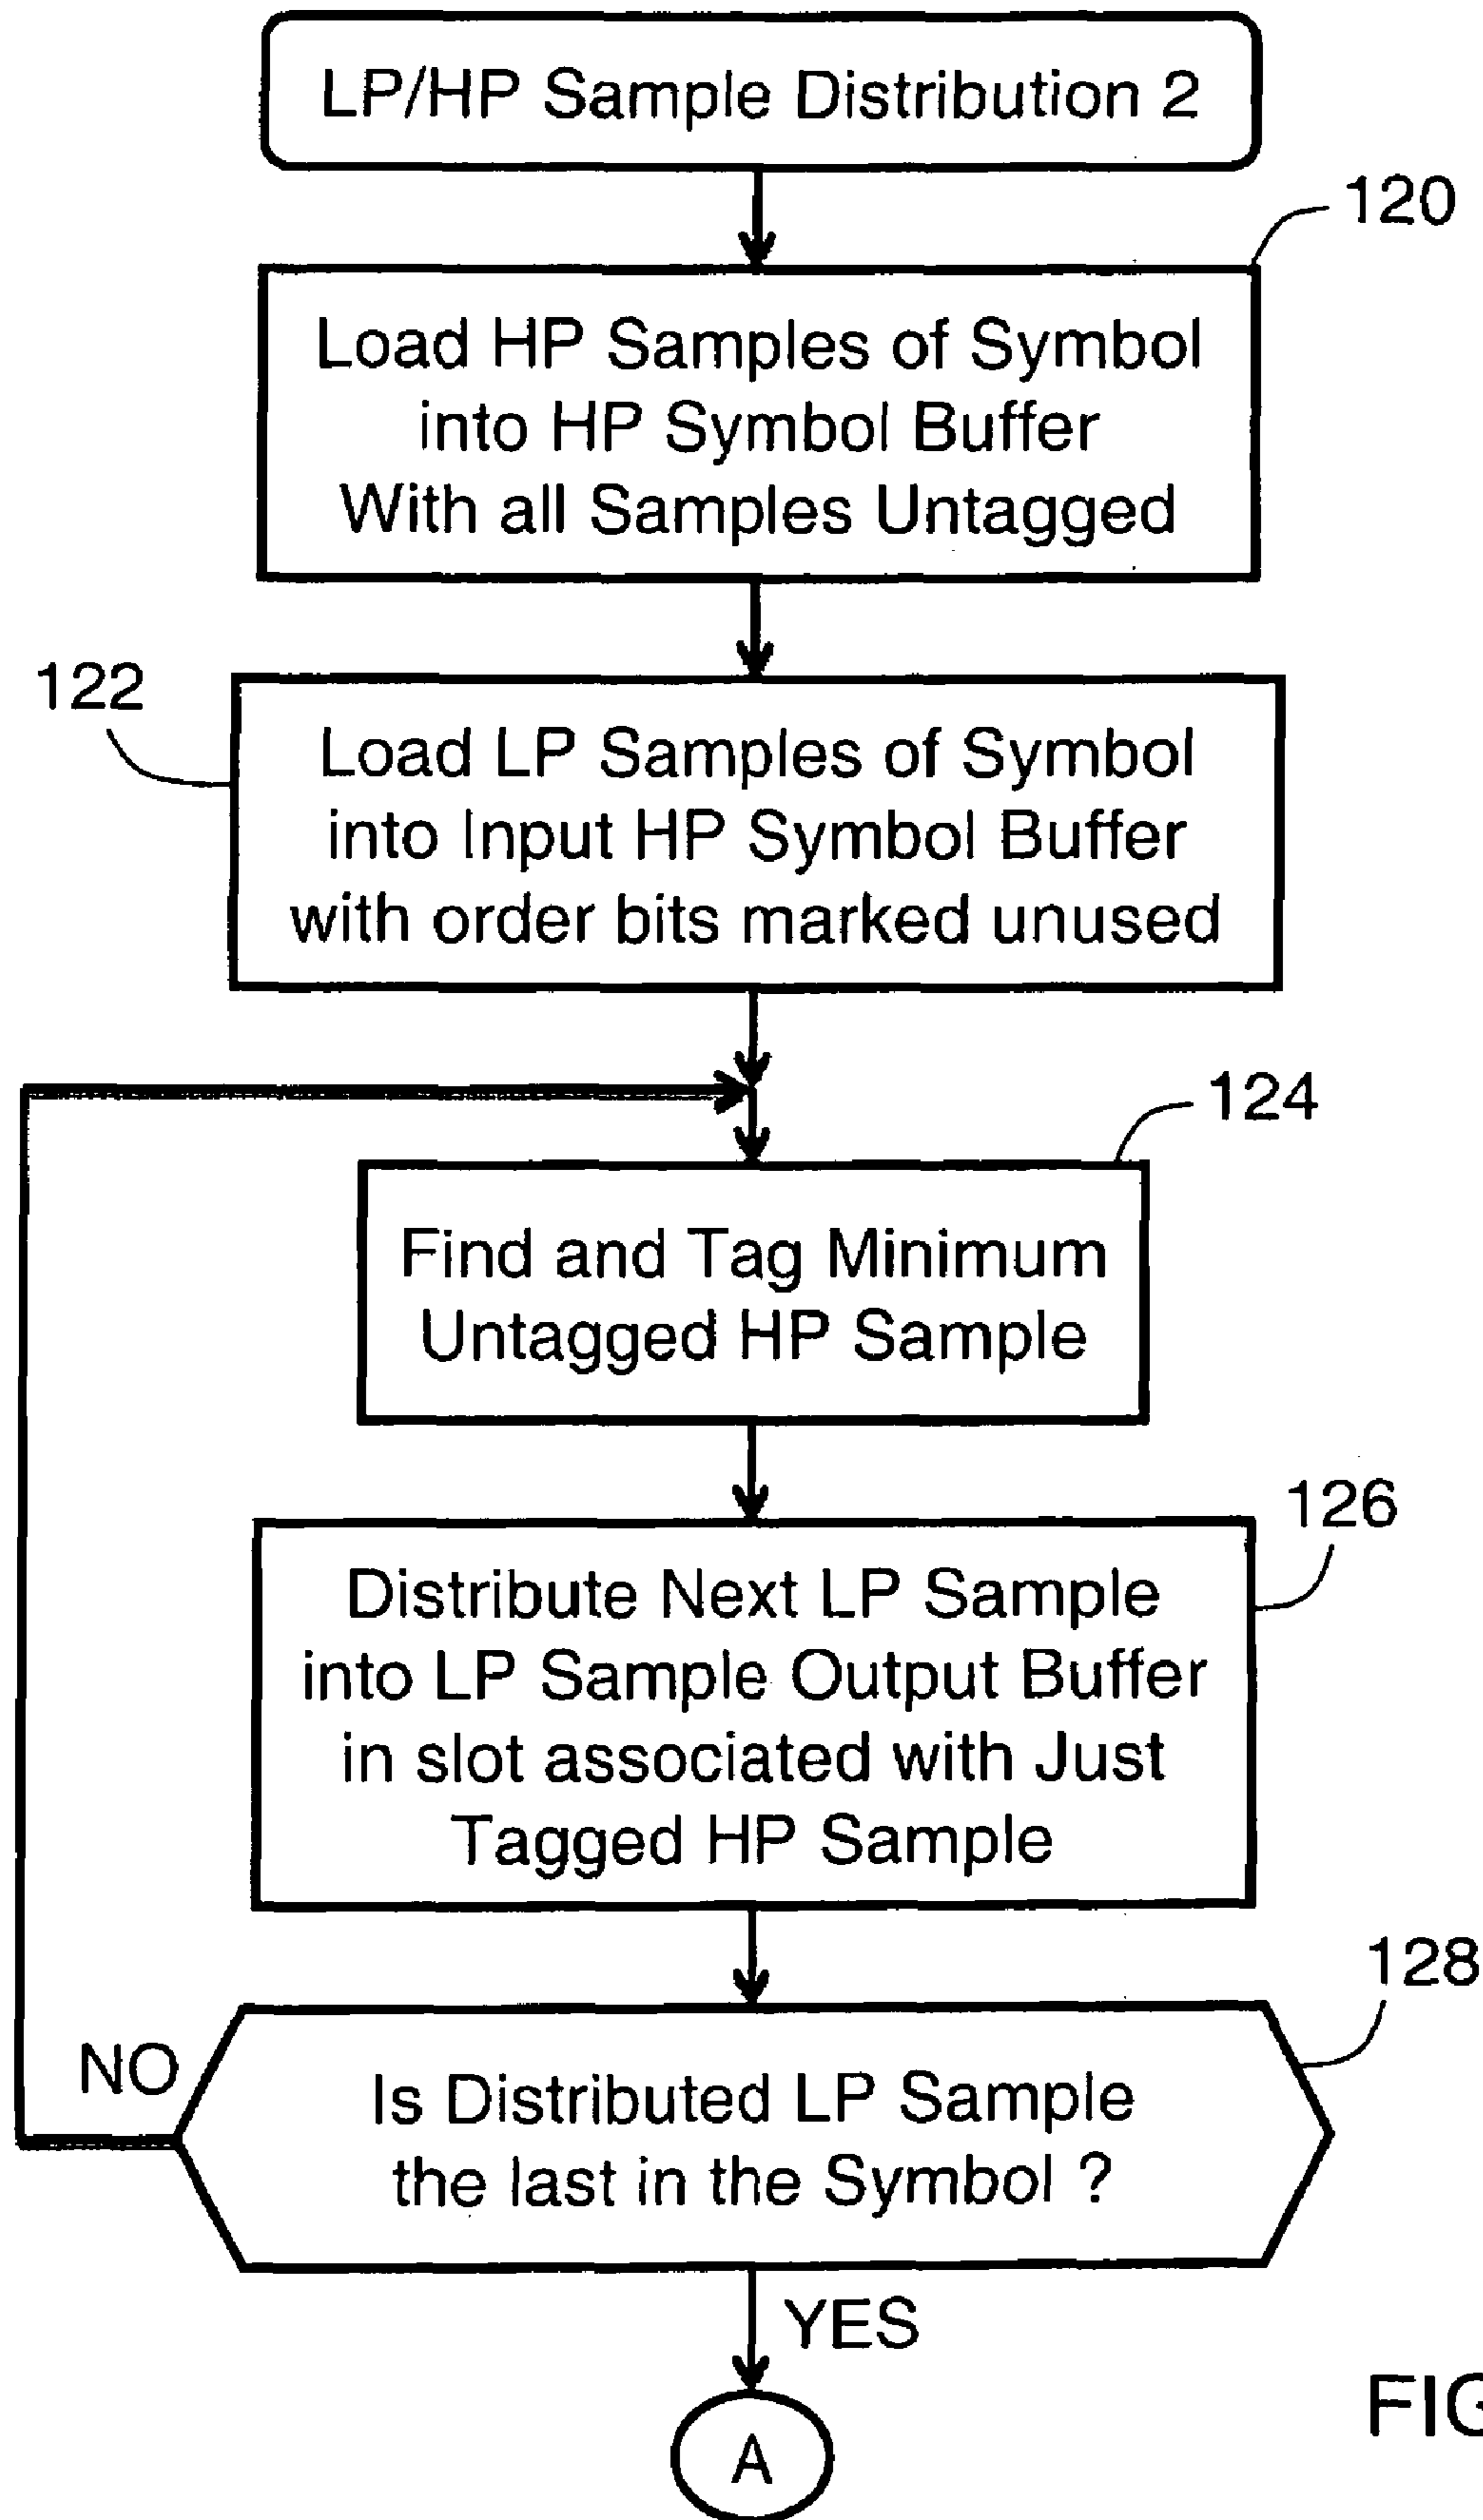 LP/HP Sample Distribution 2
120
Load HP Samples of Symbol
into HP Symbol Buffer
With all Samples Untagged
122
Load LP Samples of Symbol
into Input HP Symbol Buffer
with order bits marked unused
124
Find and Tag Minimum
Untagged HP Sample
126
Distribute Next LP Sample
into LP Sample Output Buffer
in slot associated with Just
Tagged HP Sample
128
NO
Is Distributed LP Sample
the last in the Symbol ?
YES
A